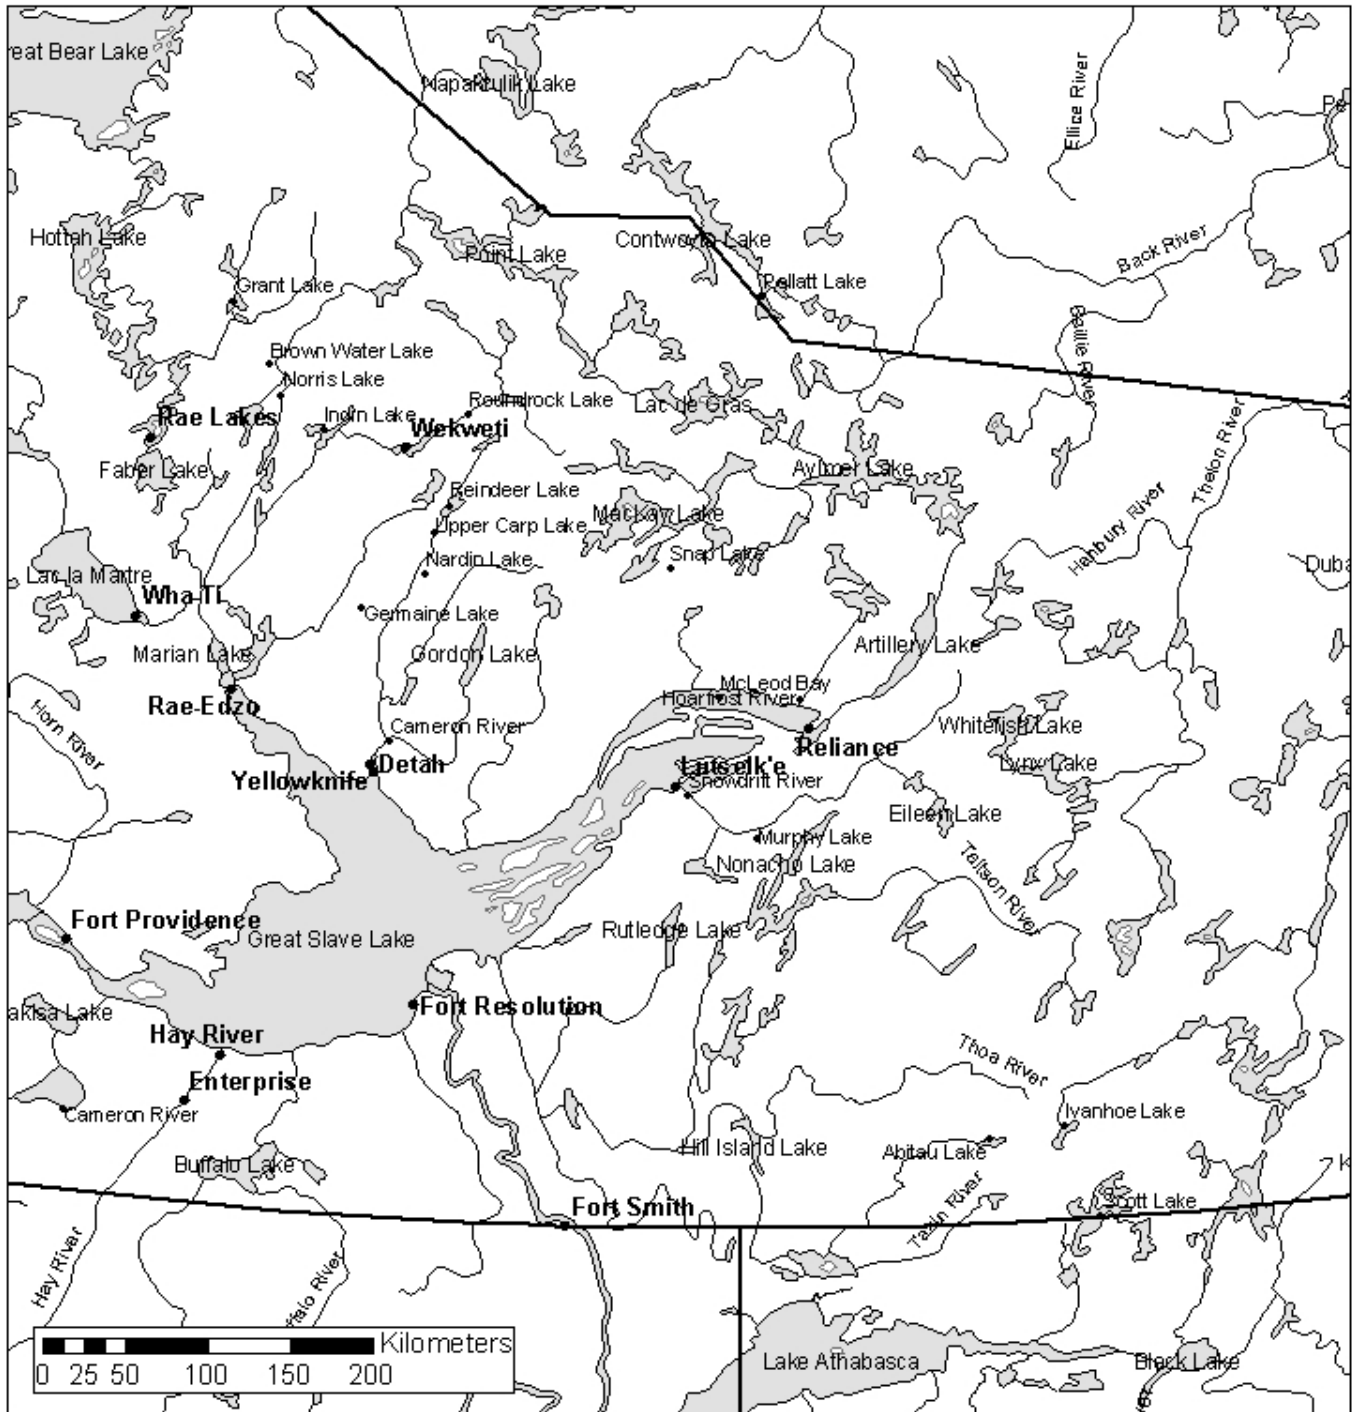 reat Bear Lake
Napaktulik Lake
Ellice River
Pe
Hottah Lake
Contwoyto Lake
Point Lake
Back River
Grant Lake
Pellatt Lake
Baillie River
Brown Water Lake
Norris Lake
Roundrock Lake
Lac de Gras
Rae Lakes
Indin Lake
Wekweti
Thelon River
Faber Lake
Aylmer Lake
Reindeer Lake
MacKay Lake
Hanbury River
Upper Carp Lake
Snap Lake
Nardin Lake
Duba
Lac la Martre
Wha Ti
Germaine Lake
Marian Lake
Gordon Lake
Artillery Lake
McLeod Bay
Hoarfrost River
Rae-Edzo
Horn River
Cameron River
Whitefish Lake
Reliance
Detah
Lutselk'e
Lynx Lake
Yellowknife
Snowdrift River
Eileen Lake
Murphy Lake
Nonacho Lake
Taltson River
Fort Providence
Great Slave Lake
Rutledge Lake
akisa Lake
Fort Resolution
Hay River
Thoa River
Enterprise
Cameron River
Ivanhoe Lake
Hill Island Lake
Abitau Lake
Buffalo Lake
K
Fort Smith
Scott Lake
Tazin River
Hay River
ffalo River
Kilometers
0 25 50 100 150 200
Lake Athabasca
Black Lake
ver